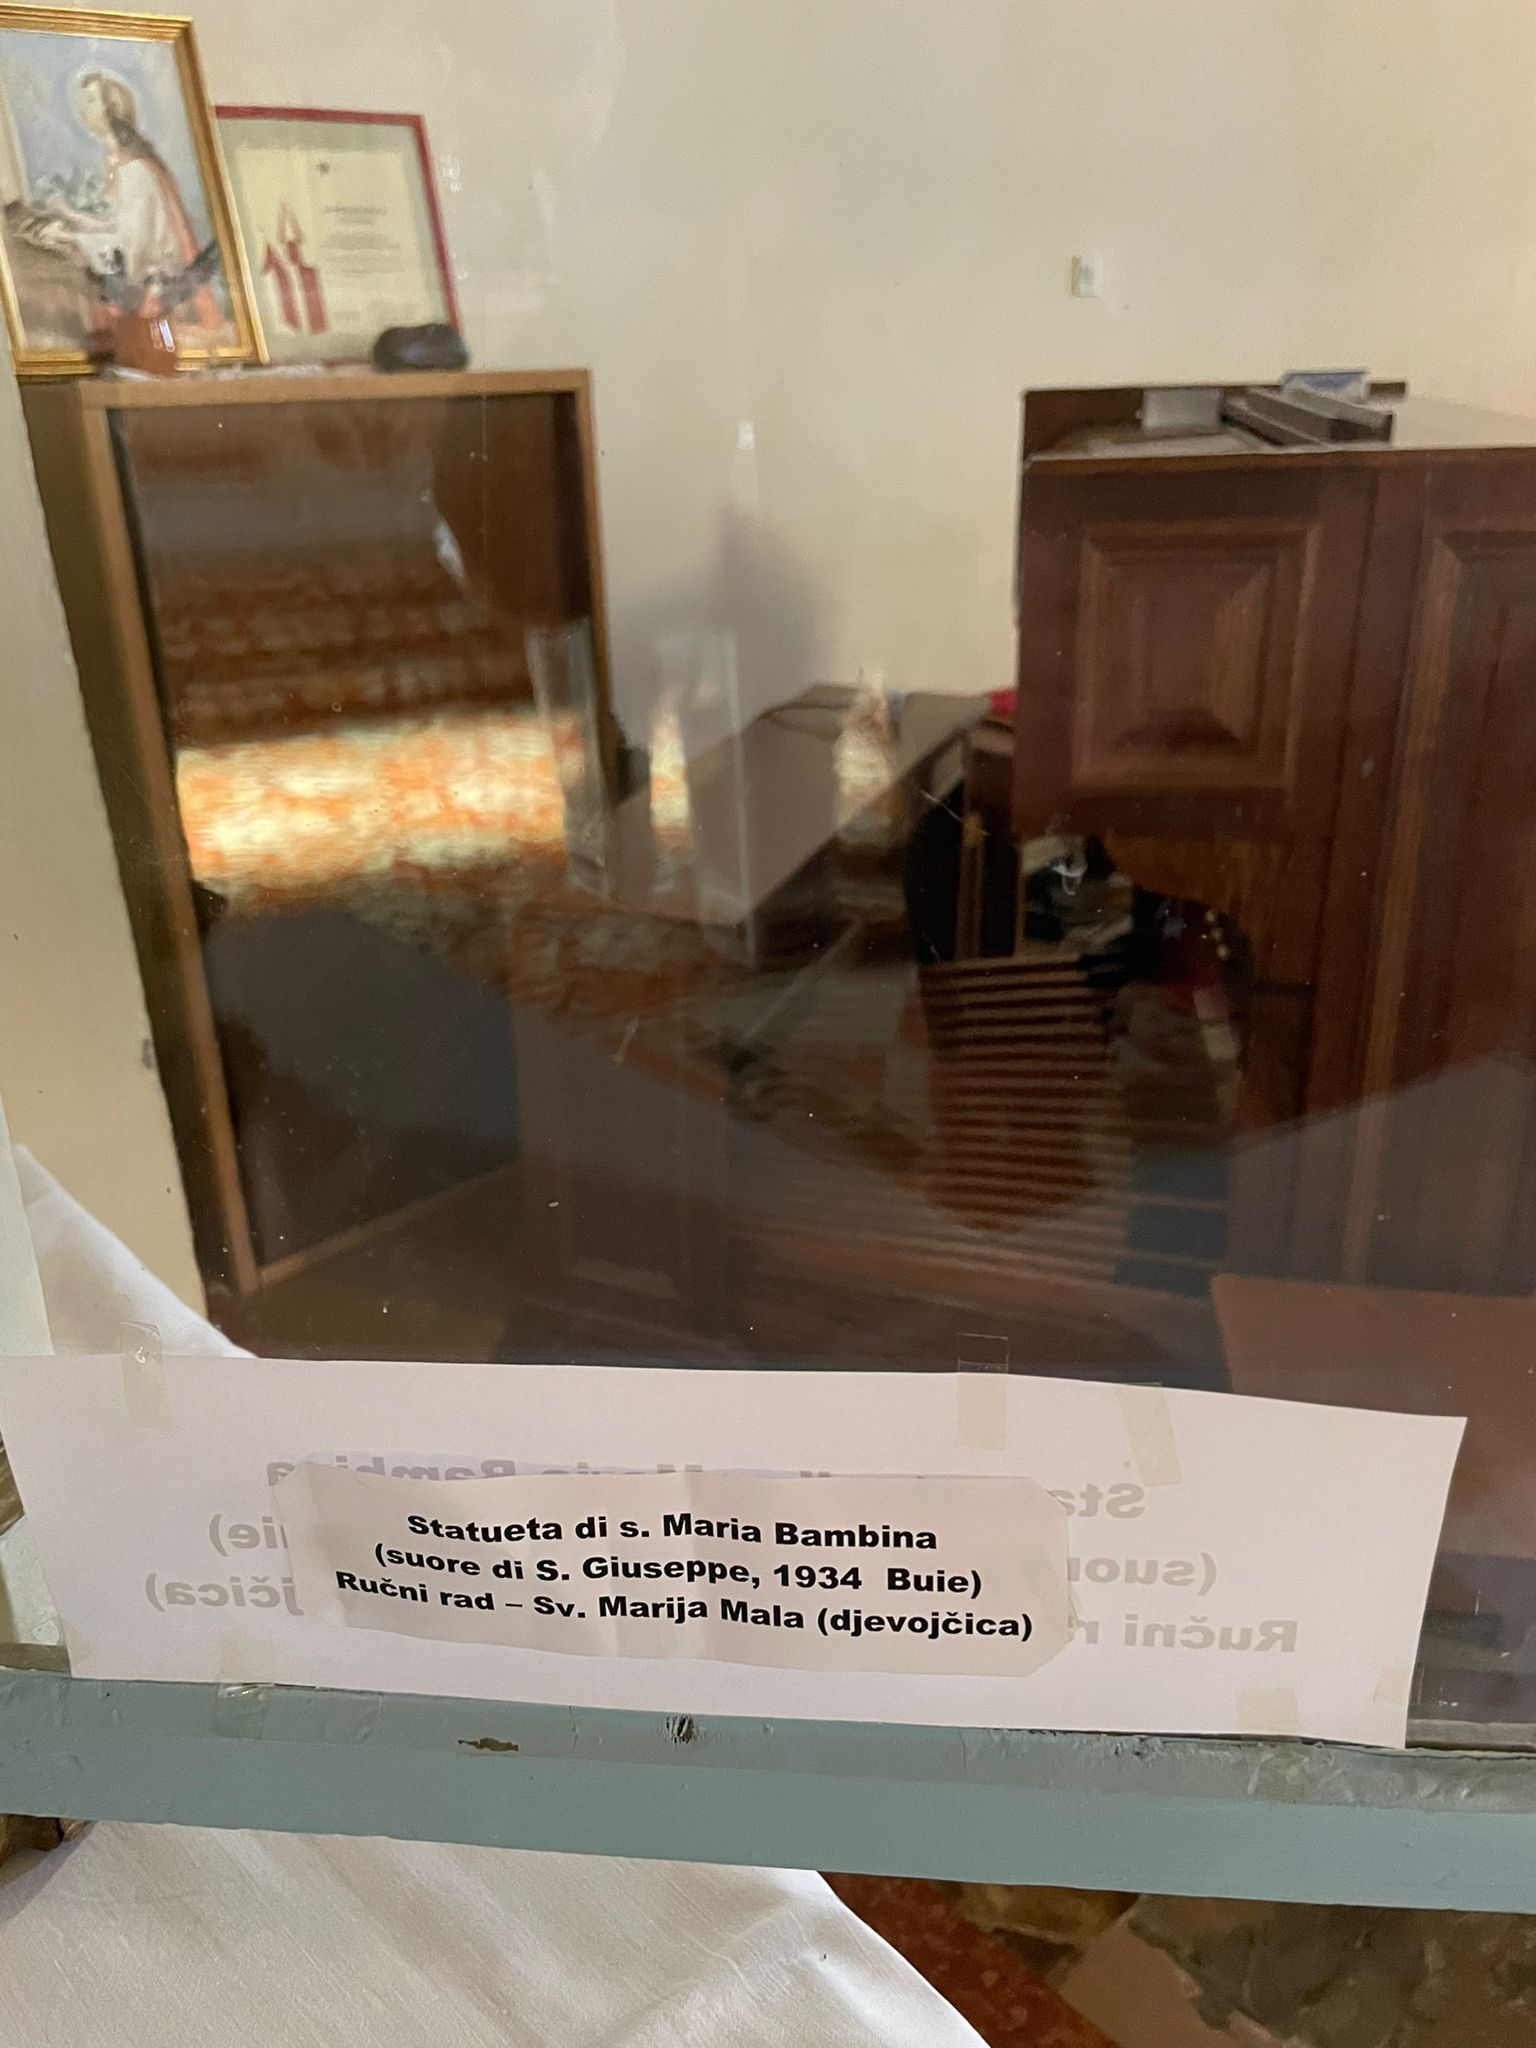 Statueta di s. Maria Bambina
(suore di S. Giuseppe, 1934 Buie)
Ručni rad – Sv. Marija Mala (djevojčica)